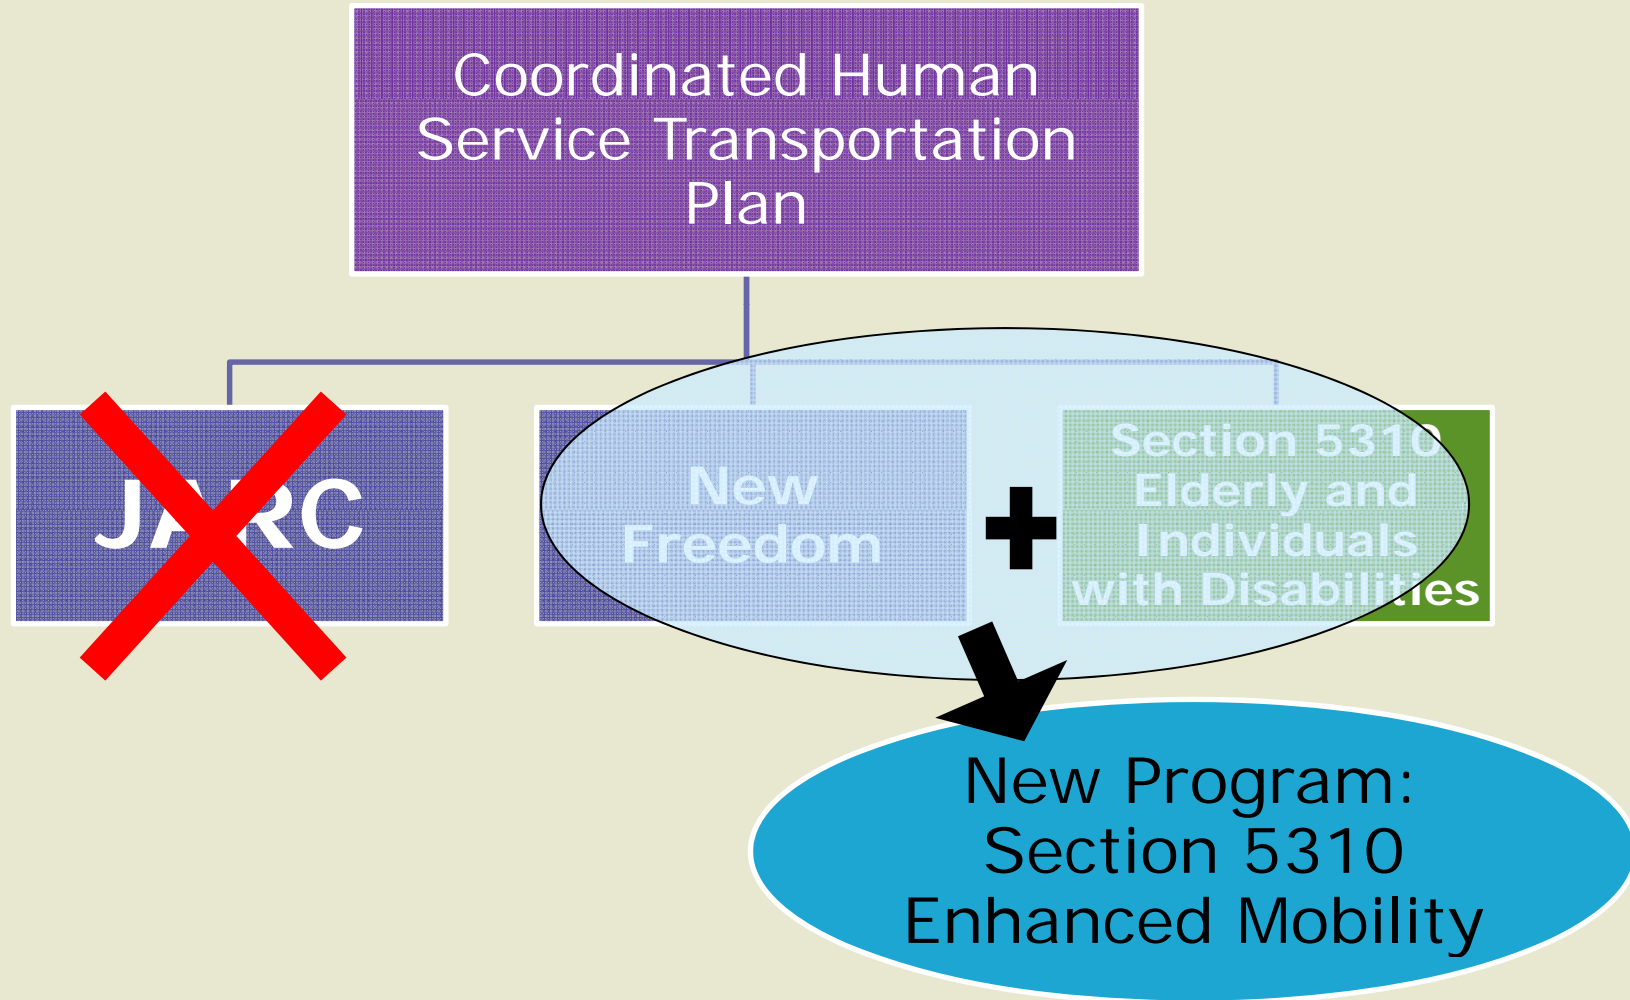 Coordinated Human
Service Transportation
Plan
JARC
New
Freedom
Section 5310
Elderly and
Individuals
with Disabilities
New Program:
Section 5310
Enhanced Mobility